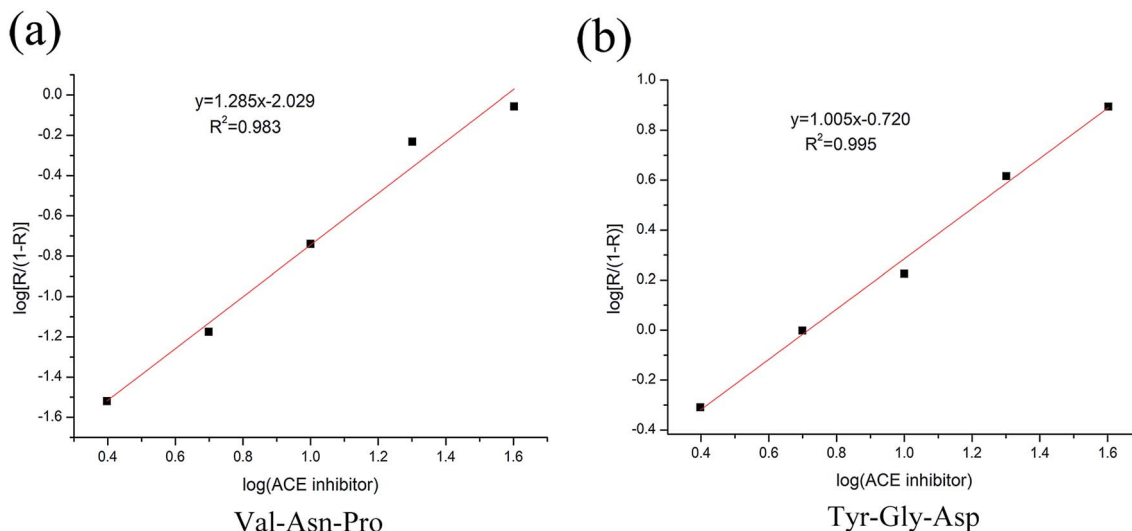 (a)
y=1.285x-2.029
R²=0.983
0.0
-0.2
-0.4
-0.6
-0.8
-1.0
-1.2
-1.4
-1.6
log[R/(1-R)]
0.4 0.6 0.8 1.0 1.2 1.4 1.6
log(ACE inhibitor)
Val-Asn-Pro
(b)
y=1.005x-0.720
R²=0.995
1.0
0.8
0.6
0.4
0.2
0.0
-0.2
-0.4
log[R/(1-R)]
0.4 0.6 0.8 1.0 1.2 1.4 1.6
log(ACE inhibitor)
Tyr-Gly-Asp